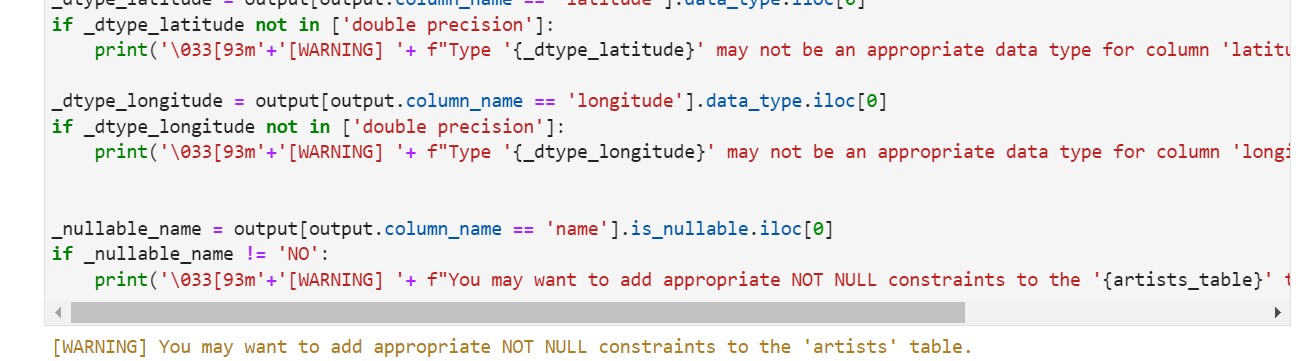 _dtype_latitude = output[output.column_name == 'latitude'].data_type.iloc[0]
if _dtype_latitude not in ['double precision']:
    print('\033[93m'+'[WARNING] '+ f"Type '{_dtype_latitude}' may not be an appropriate data type for column 'latitu
_dtype_longitude = output[output.column_name == 'longitude'].data_type.iloc[0]
if _dtype_longitude not in ['double precision']:
    print('\033[93m'+'[WARNING] '+ f"Type '{_dtype_longitude}' may not be an appropriate data type for column 'longi
_nullable_name = output[output.column_name == 'name'].is_nullable.iloc[0]
if _nullable_name != 'NO':
    print('\033[93m'+'[WARNING] '+ f"You may want to add appropriate NOT NULL constraints to the '{artists_table}' t
[WARNING] You may want to add appropriate NOT NULL constraints to the 'artists' table.